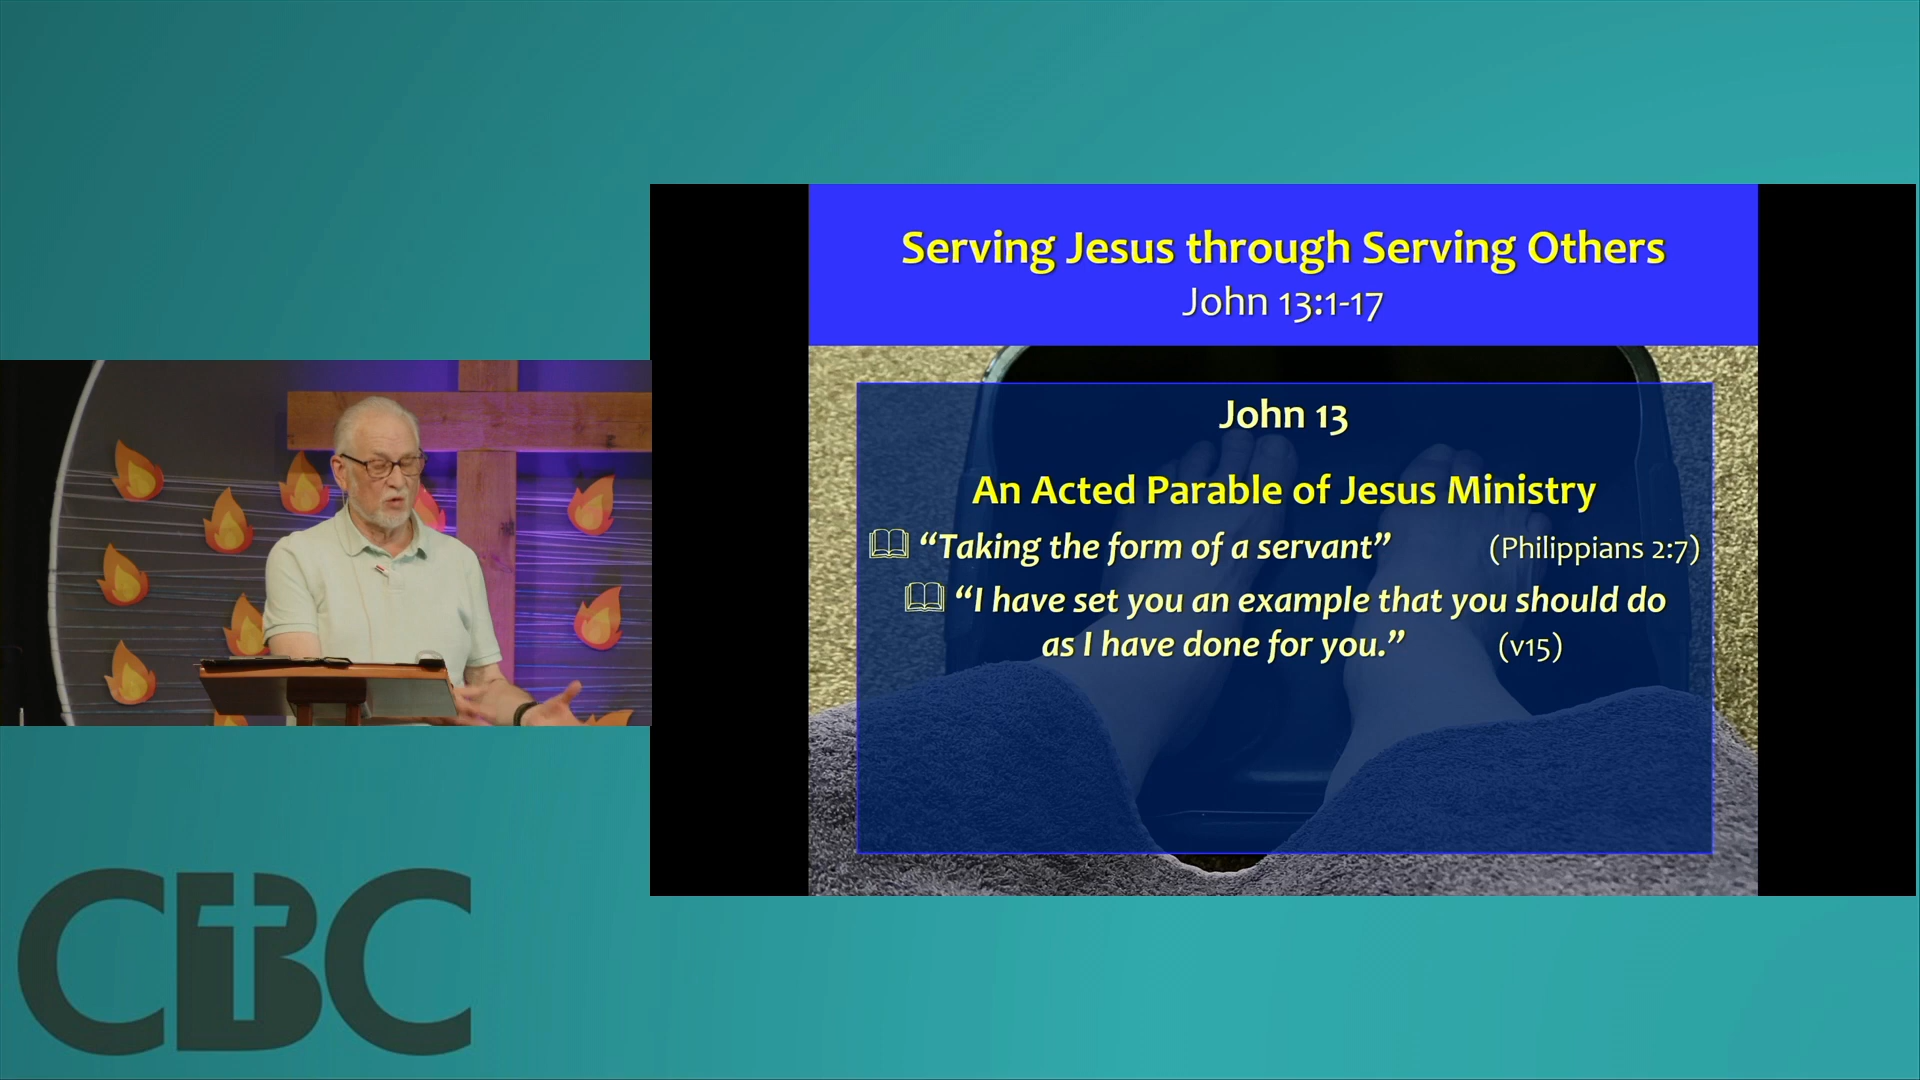 Serving Jesus through Serving Others
John 13:1-17
John 13
An Acted Parable of Jesus Ministry
“Taking the form of a servant” (Philippians 2:7)
“I have set you an example that you should do
as I have done for you.” (v15)
CBC